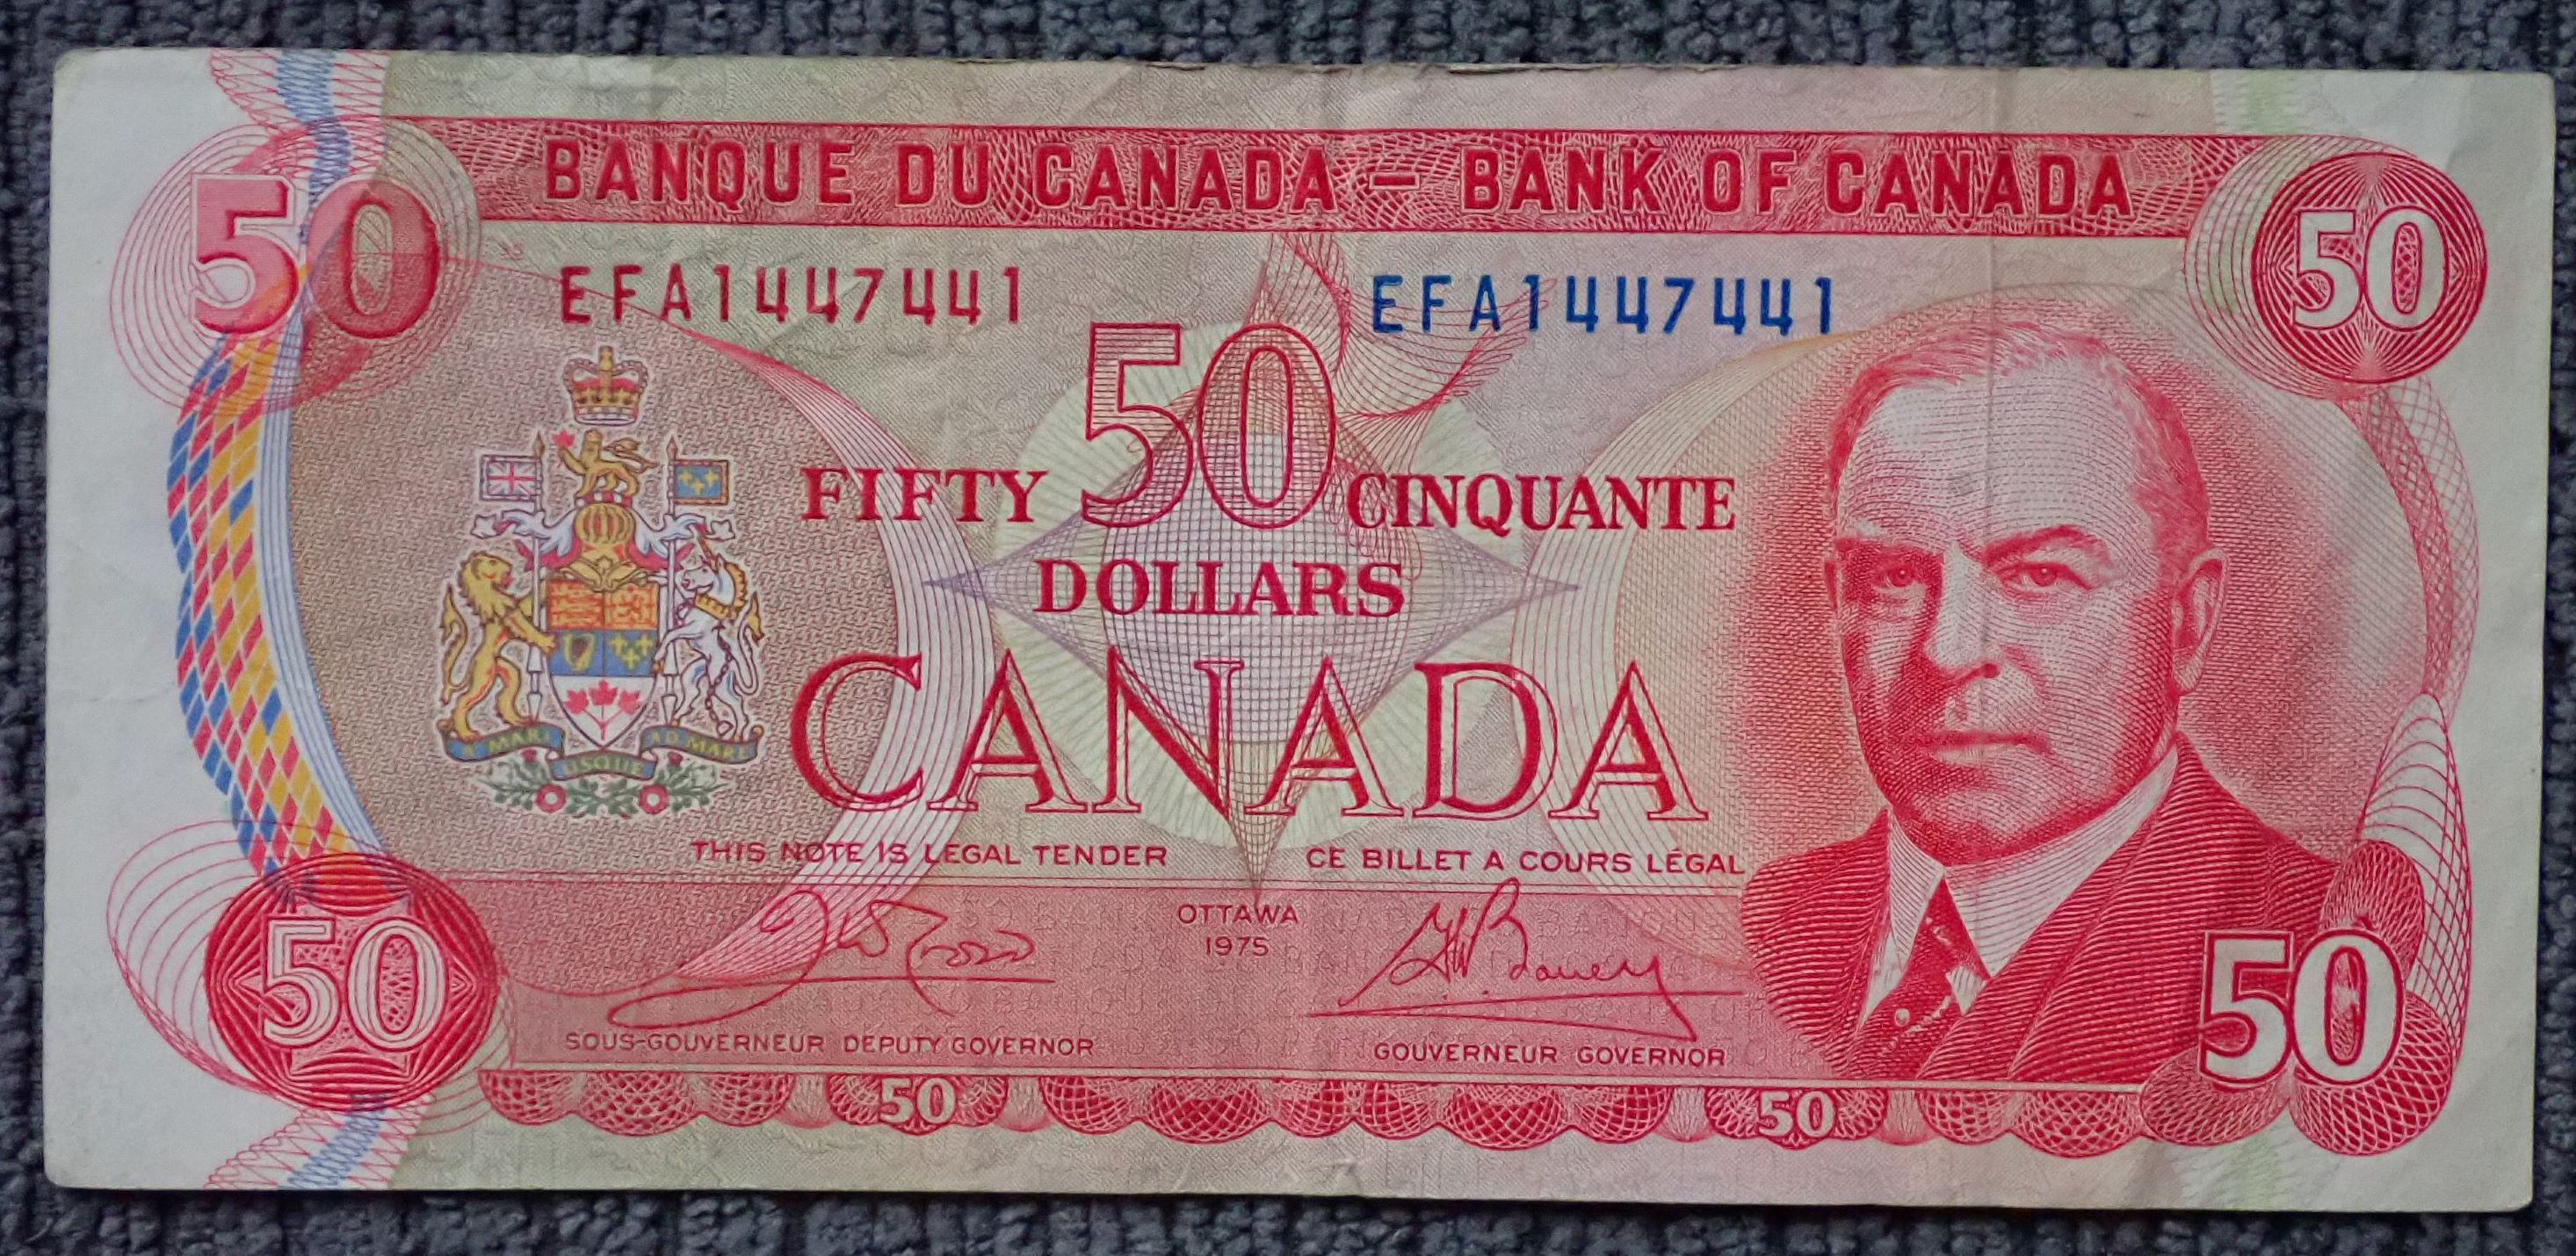 BANQUE DU CANADA – BANK OF CANADA
50
50
EFA1447441
EFA1447441
50
FIFTY
CINQUANTE
DOLLARS
A MARI USQUE AD MARE
CANADA
THIS NOTE IS LEGAL TENDER
CE BILLET A COURS LÉGAL
OTTAWA
1975
50
50
SOUS-GOUVERNEUR DEPUTY GOVERNOR
GOUVERNEUR GOVERNOR
50
50